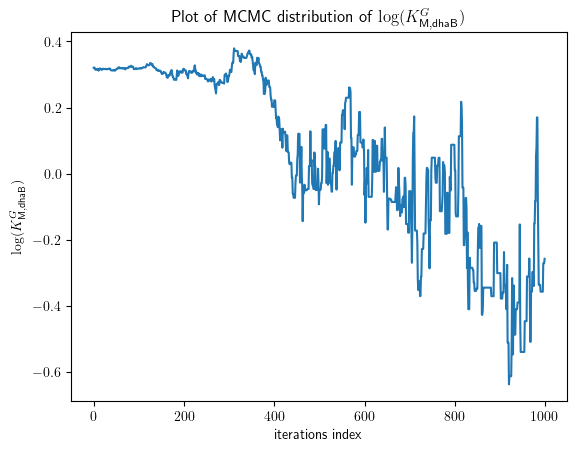 Plot of MCMC distribution of log(K^G_M,dhaB)
0.4
0.2
0.0
−0.2
−0.4
−0.6
log(K^G_M,dhaB)
0 200 400 600 800 1000
iterations index